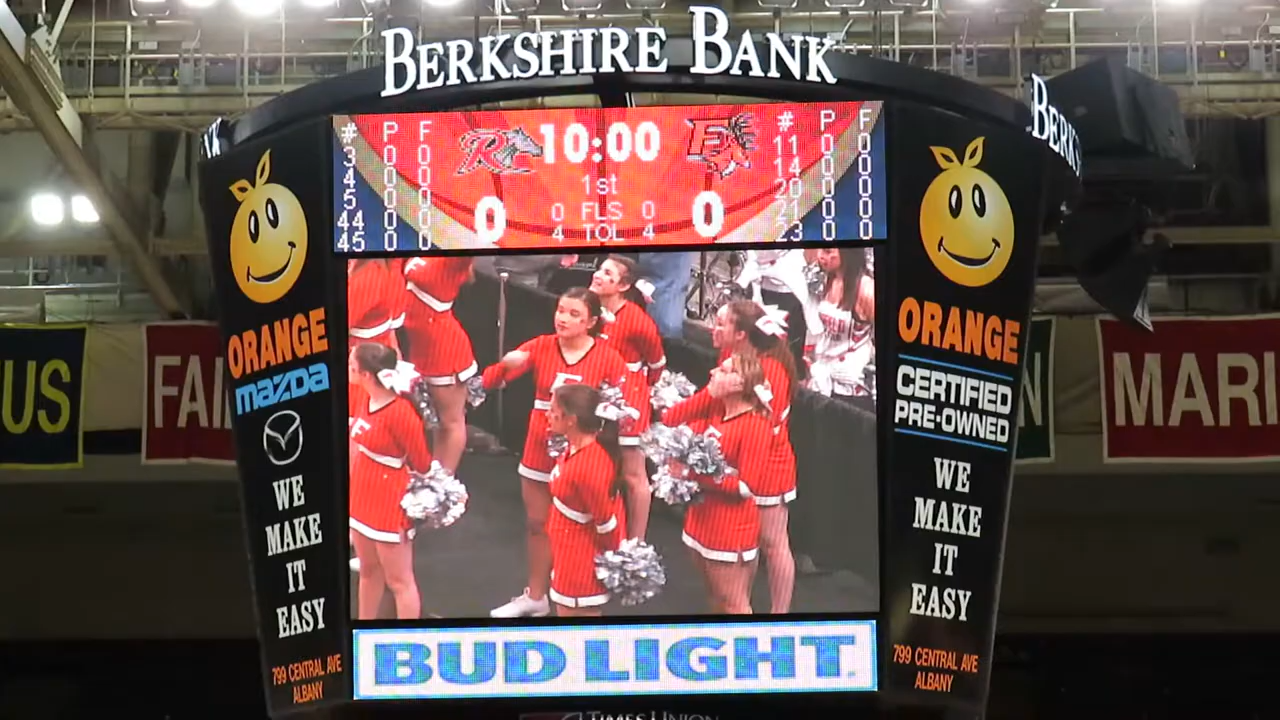 BERKSHIRE BANK
BERKS
# P F
3 0 0
4 0 0
5 0 0
44 0 0
45 0 0
R 10:00 F
1st
0 0 FLS 0 0
4 TOL 4
# P F
11 0 0
14 0 0
20 0 0
21 0 0
23 0 0
ORANGE
MAZDA
WE
MAKE
IT
EASY
799 CENTRAL AVE
ALBANY
ORANGE
CERTIFIED
PRE-OWNED
WE
MAKE
IT
EASY
799 CENTRAL AVE
ALBANY
US
FAI
N
MARI
F
F
BUD LIGHT
TIMES UNION